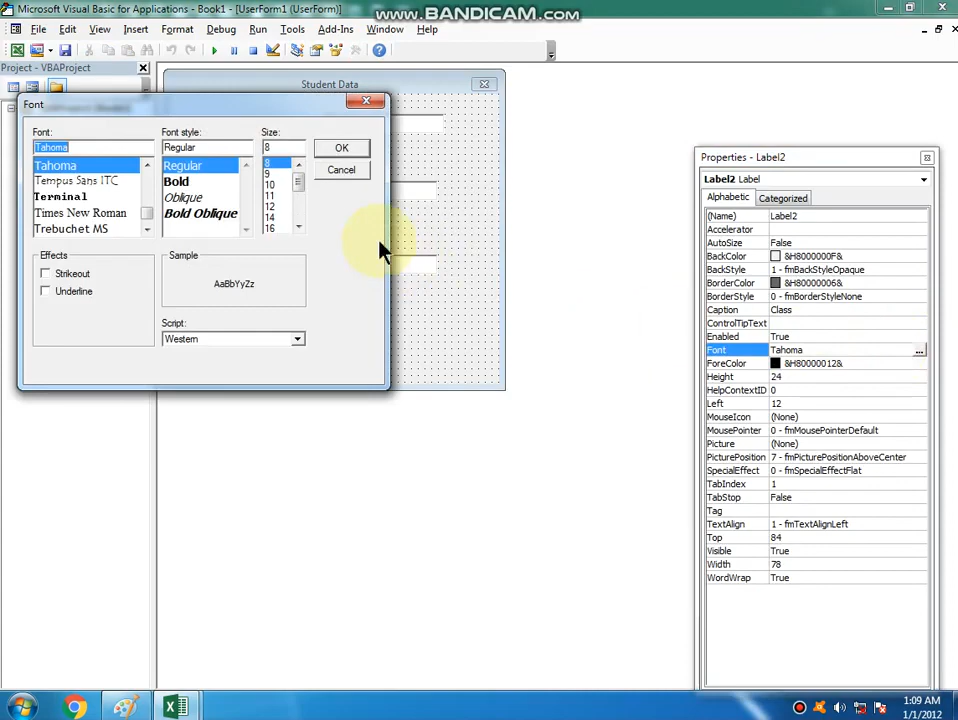 Microsoft Visual Basic for Applications - Book1 - [UserForm1 (UserForm)]
www.BANDICAM.com
File Edit View Insert Format Debug Run Tools Add-Ins Window Help
Project - VBAProject
Student Data
Font
Font:
Tahoma
Tahoma
Tempus Sans ITC
Terminal
Times New Roman
Trebuchet MS
Font style:
Regular
Regular
Bold
Oblique
Bold Oblique
Size:
8
8
9
10
11
12
14
16
OK
Cancel
Effects
Strikeout
Underline
Sample
AaBbYyZz
Script:
Western
Properties - Label2
Label2 Label
Alphabetic Categorized
(Name) Label2
Accelerator
AutoSize False
BackColor &H8000000F&
BackStyle 1 - fmBackStyleOpaque
BorderColor &H80000006&
BorderStyle 0 - fmBorderStyleNone
Caption Class
ControlTipText
Enabled True
Font Tahoma ...
ForeColor &H80000012&
Height 24
HelpContextID 0
Left 12
MouseIcon (None)
MousePointer 0 - fmMousePointerDefault
Picture (None)
PicturePosition 7 - fmPicturePositionAboveCenter
SpecialEffect 0 - fmSpecialEffectFlat
TabIndex 1
TabStop False
Tag
TextAlign 1 - fmTextAlignLeft
Top 84
Visible True
Width 78
WordWrap True
1:09 AM
1/1/2012